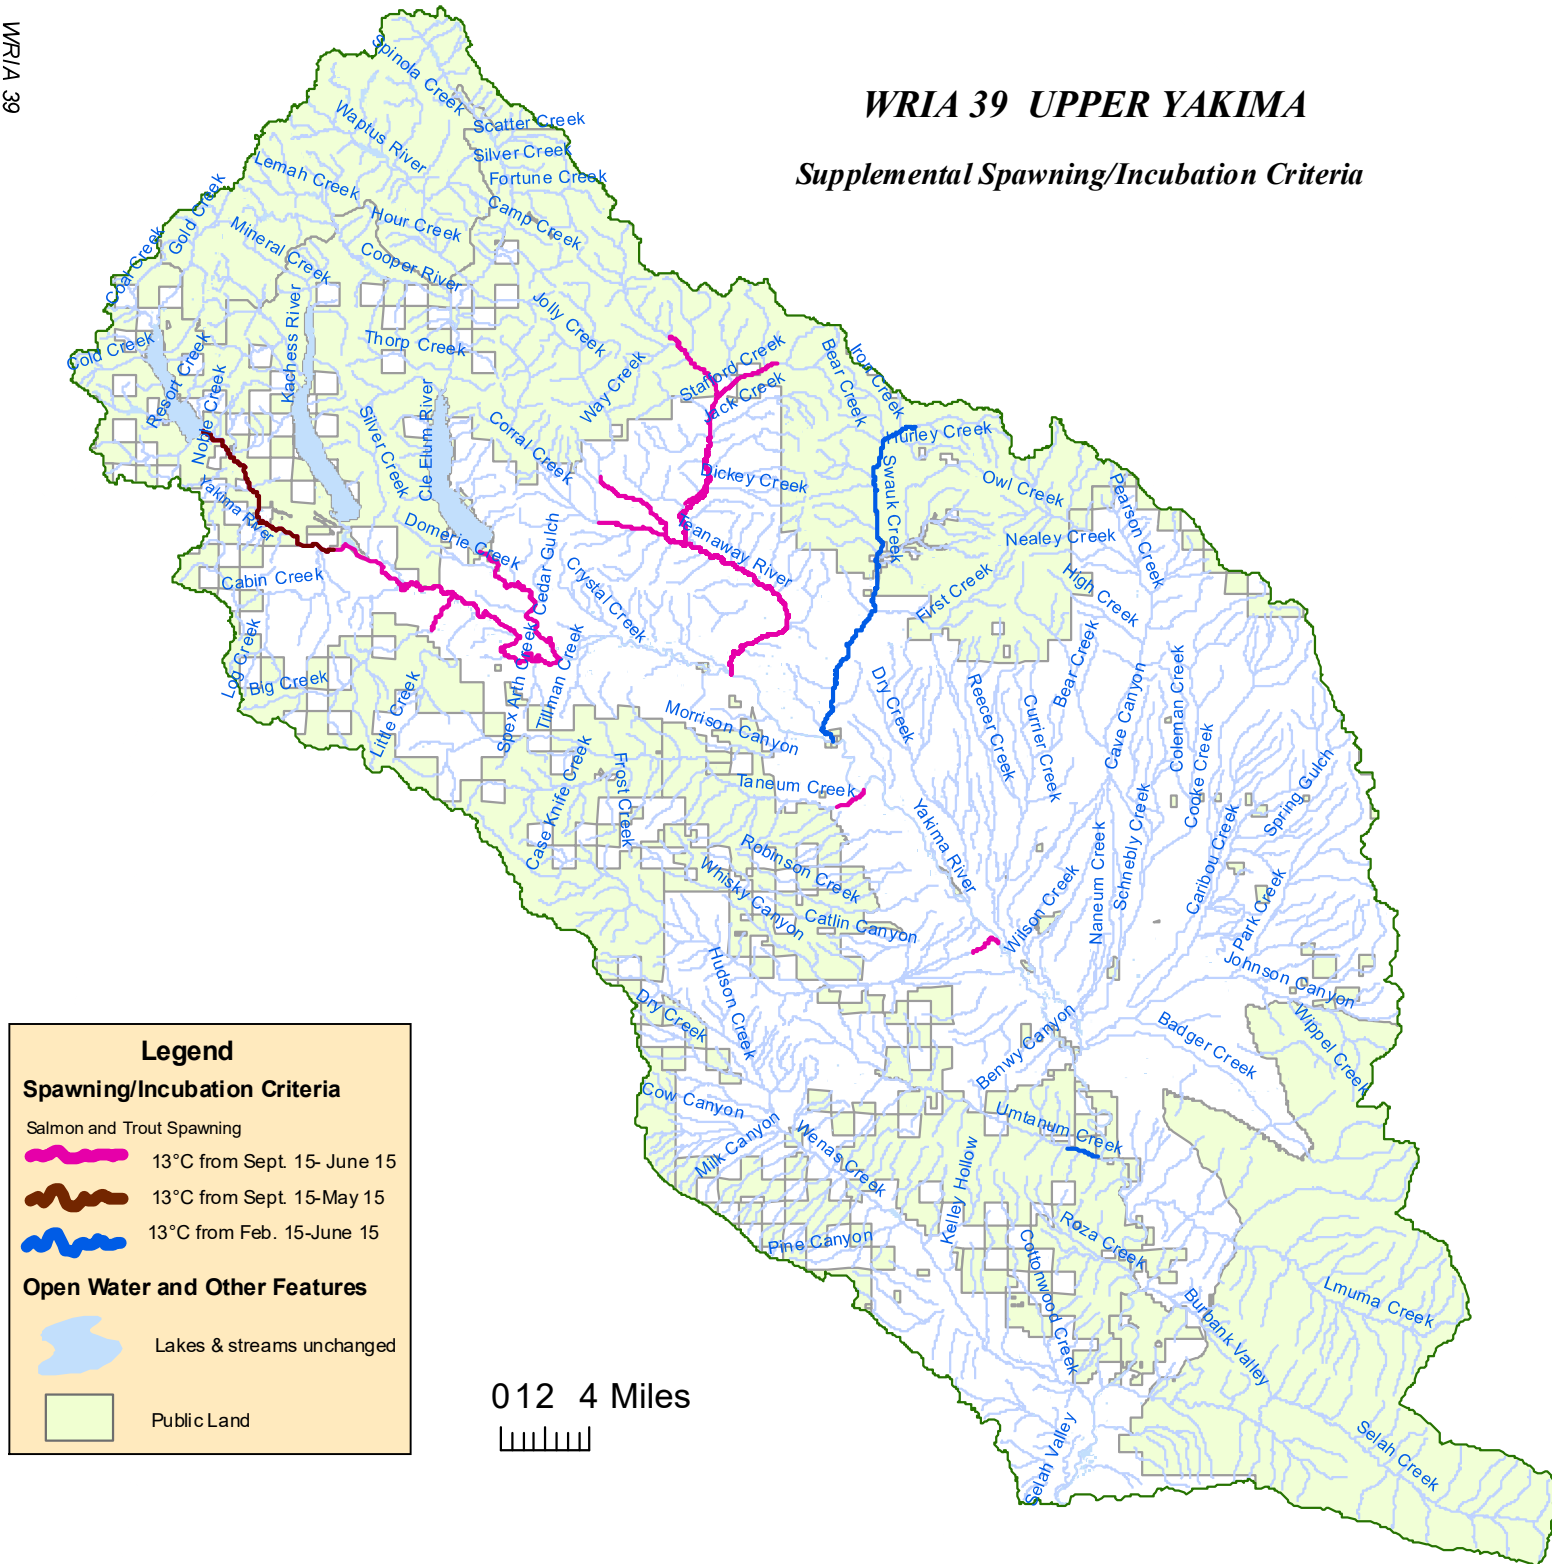 WRIA 39
WRIA 39 UPPER YAKIMA
Supplemental Spawning/Incubation Criteria
Spinola Creek
Scatter Creek
Waptus River
Silver Creek
Lemah Creek
Fortune Creek
Gold Creek
Hour Creek
Camp Creek
Mineral Creek
Coal Creek
Cooper River
Kachess River
Jolly Creek
Cold Creek
Resort Creek
Thorp Creek
Stafford Creek
Bear Creek
Iron Creek
Way Creek
Jack Creek
Noble Creek
Silver Creek
Cle Elum River
Corral Creek
Hurley Creek
Dickey Creek
Swauk Creek
Owl Creek
Pearson Creek
Yakima River
Domerie Creek
Teanaway River
Nealey Creek
Cedar Gulch
Cabin Creek
Crystal Creek
First Creek
High Creek
Log Creek
Big Creek
Little Creek
Spex Arth Creek
Tillman Creek
Dry Creek
Reecer Creek
Currier Creek
Bear Creek
Cave Canyon
Coleman Creek
Morrison Canyon
Cooke Creek
Case Knife Creek
Frost Creek
Taneum Creek
Spring Gulch
Yakima River
Robinson Creek
Naneum Creek
Schnebly Creek
Caribou Creek
Whisky Canyon
Catlin Canyon
Wilson Creek
Park Creek
Johnson Canyon
Hudson Creek
Dry Creek
Wippel Creek
Badger Creek
Benwy Canyon
Cow Canyon
Umtanum Creek
Milk Canyon
Wenas Creek
Kelley Hollow
Pine Canyon
Roza Creek
Cottonwood Creek
Burbank Valley
Lmuma Creek
Selah Valley
Selah Creek
Legend
Spawning/Incubation Criteria
Salmon and Trout Spawning
13°C from Sept. 15- June 15
13°C from Sept. 15-May 15
13°C from Feb. 15-June 15
Open Water and Other Features
Lakes & streams unchanged
Public Land
0 1 2 4 Miles